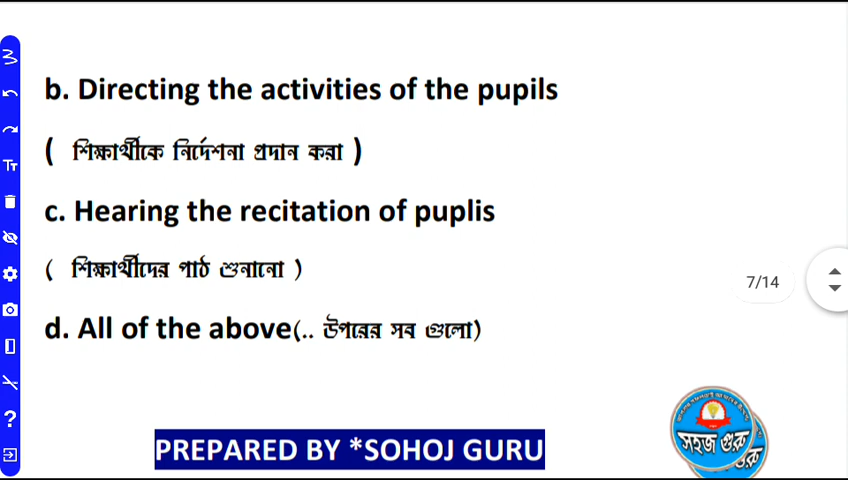 b. Directing the activities of the pupils
( শিক্ষার্থীকে নির্দেশনা প্রদান করা )
c. Hearing the recitation of puplis
( শিক্ষার্থীদের পাঠ শুনানো )
7/14
d. All of the above(.. উপরের সব গুলো)
PREPARED BY *SOHOJ GURU
সহজ গুরু